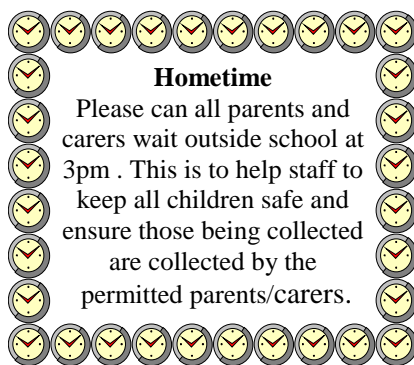 Hometime
Please can all parents and
carers wait outside school at
3pm . This is to help staff to
keep all children safe and
ensure those being collected
are collected by the
permitted parents/carers.